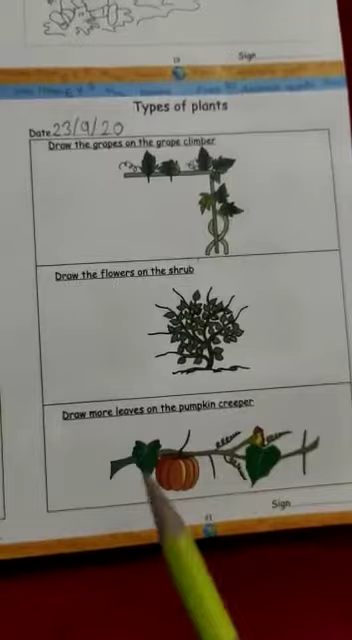 Sign
Types of plants
Date 23/9/20
Draw the grapes on the grape climber
Draw the flowers on the shrub
Draw more leaves on the pumpkin creeper
Sign